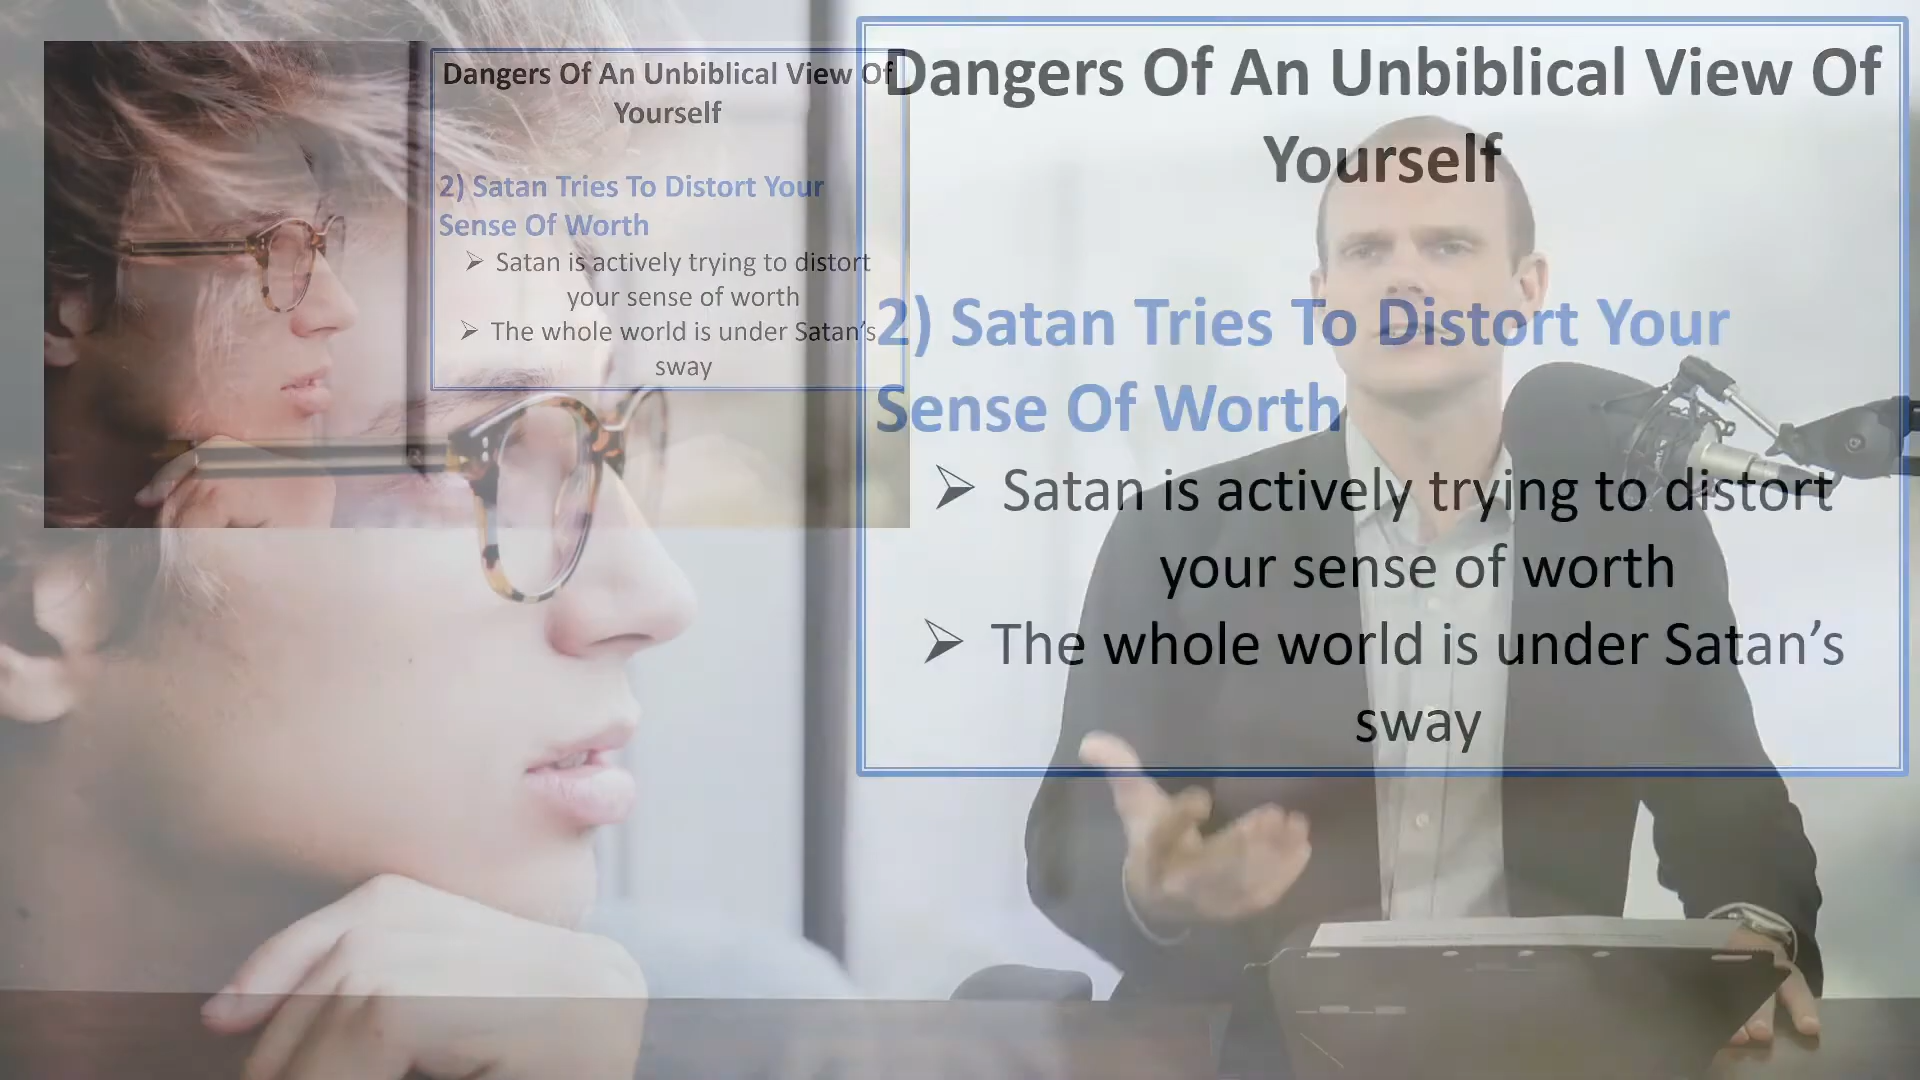 Dangers Of An Unbiblical View Of
Yourself
2) Satan Tries To Distort Your
Sense Of Worth
➢ Satan is actively trying to distort
your sense of worth
➢ The whole world is under Satan's
sway
Dangers Of An Unbiblical View Of
Yourself
2) Satan Tries To Distort Your
Sense Of Worth
➢ Satan is actively trying to distort
your sense of worth
➢ The whole world is under Satan’s
sway